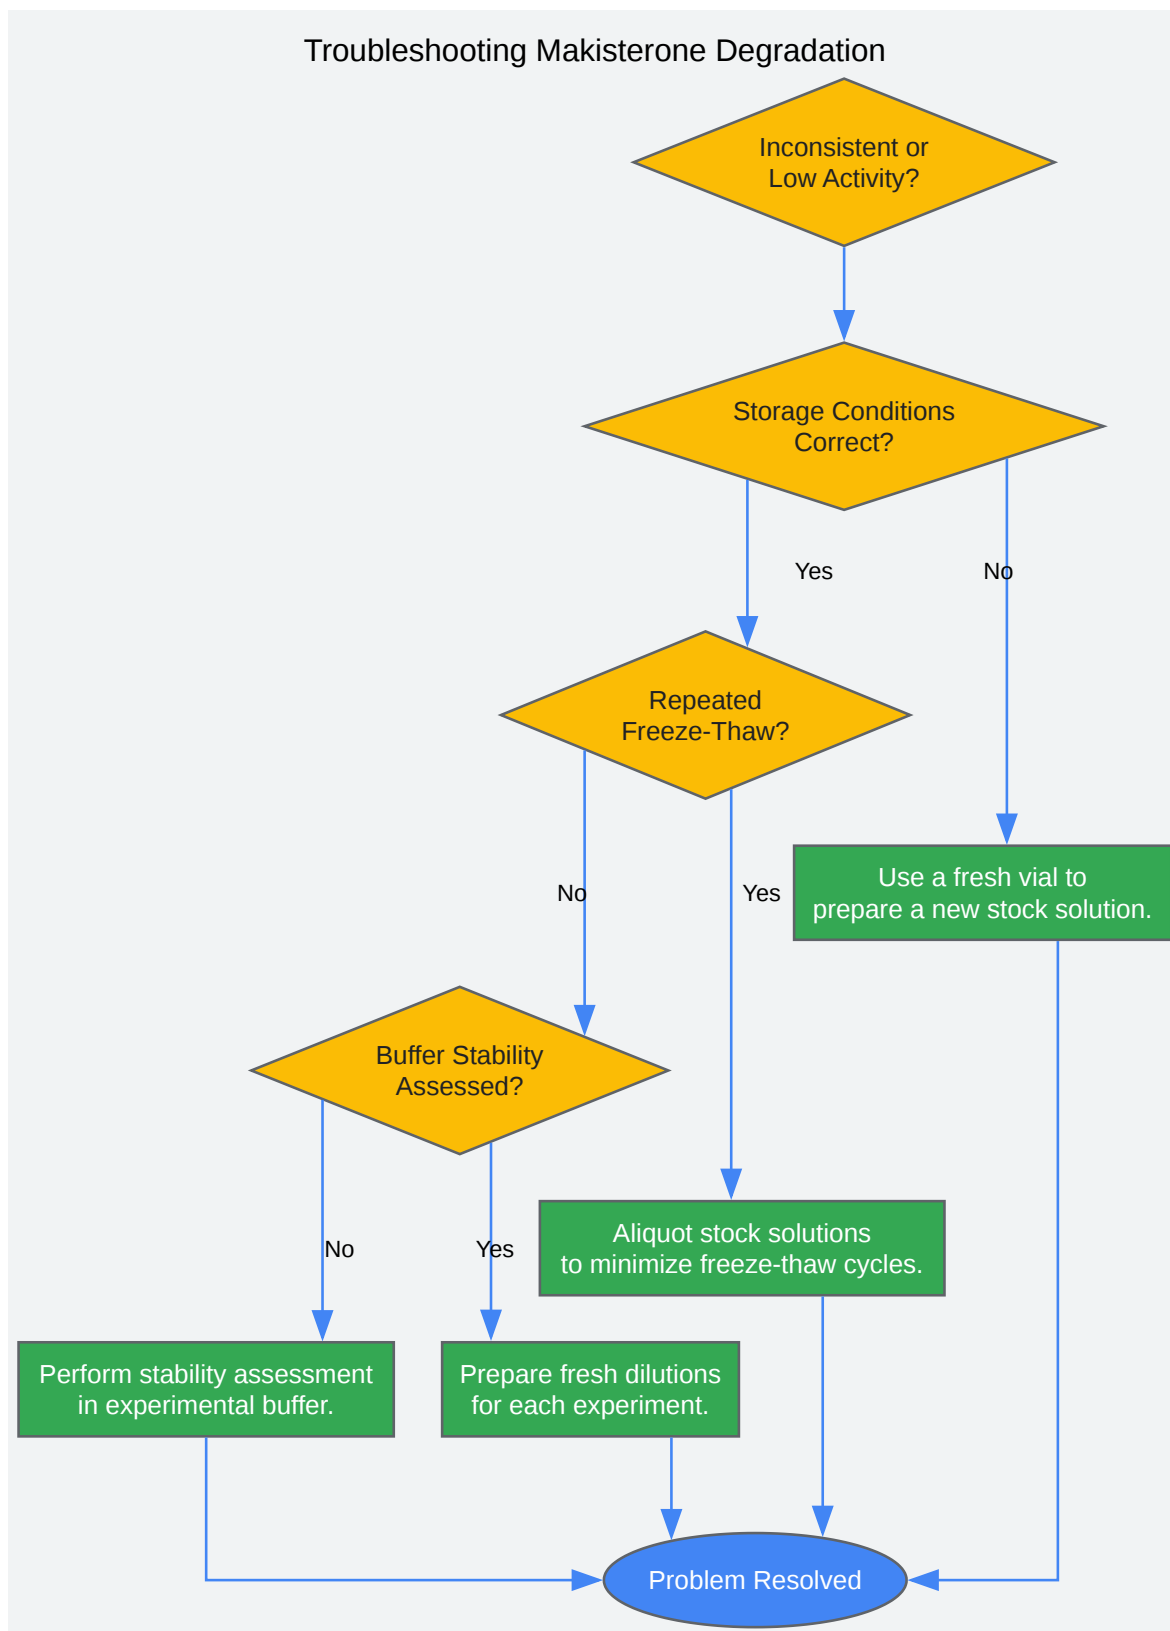 Troubleshooting Makisterone Degradation
Inconsistent or
Low Activity?
Storage Conditions
Correct?
Yes
No
Repeated
Freeze-Thaw?
Use a fresh vial to
prepare a new stock solution.
No
Yes
Buffer Stability
Assessed?
Aliquot stock solutions
to minimize freeze-thaw cycles.
No
Yes
Perform stability assessment
in experimental buffer.
Prepare fresh dilutions
for each experiment.
Problem Resolved